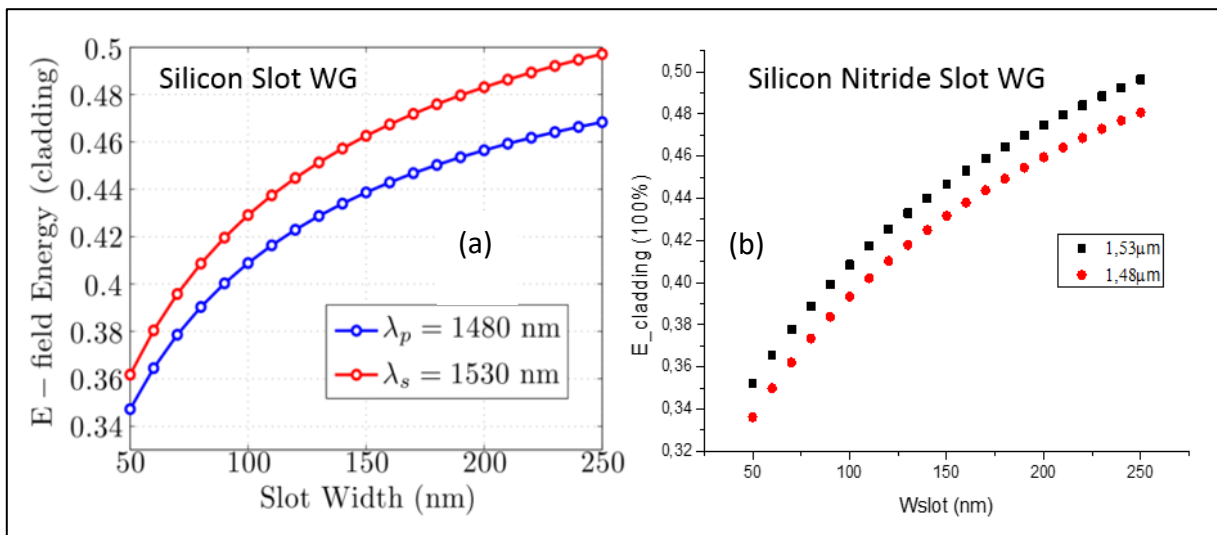 Silicon Slot WG
E − field Energy (cladding)
0.5
0.48
0.46
0.44
0.42
0.4
0.38
0.36
0.34
50
100
150
200
250
Slot Width (nm)
(a)
λp = 1480 nm
λs = 1530 nm
Silicon Nitride Slot WG
E_cladding (100%)
0,50
0,48
0,46
0,44
0,42
0,40
0,38
0,36
0,34
0,32
50
100
150
200
250
Wslot (nm)
(b)
1,53µm
1,48µm